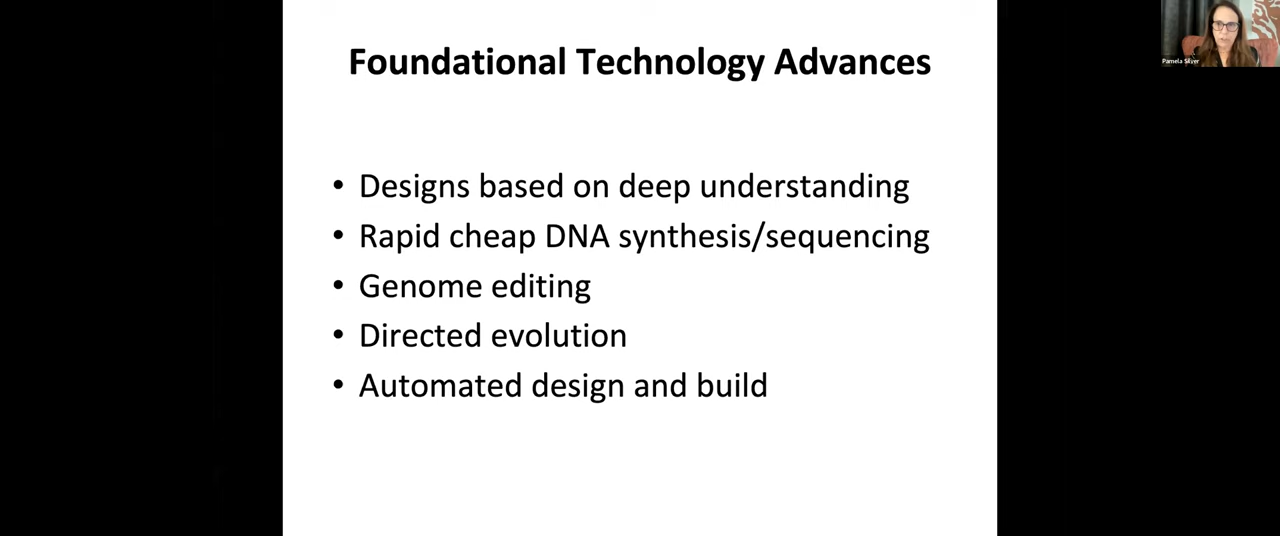 Foundational Technology Advances
• Designs based on deep understanding
• Rapid cheap DNA synthesis/sequencing
• Genome editing
• Directed evolution
• Automated design and build
Pamela Silver